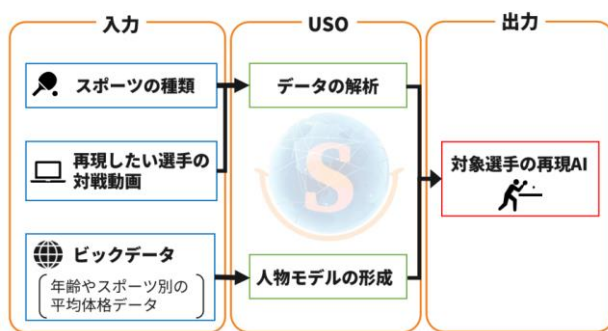 入力
スポーツの種類
再現したい選手の
対戦動画
ビックデータ
年齢やスポーツ別の
平均体格データ
USO
データの解析
S
人物モデルの形成
出力
対象選手の再現AI